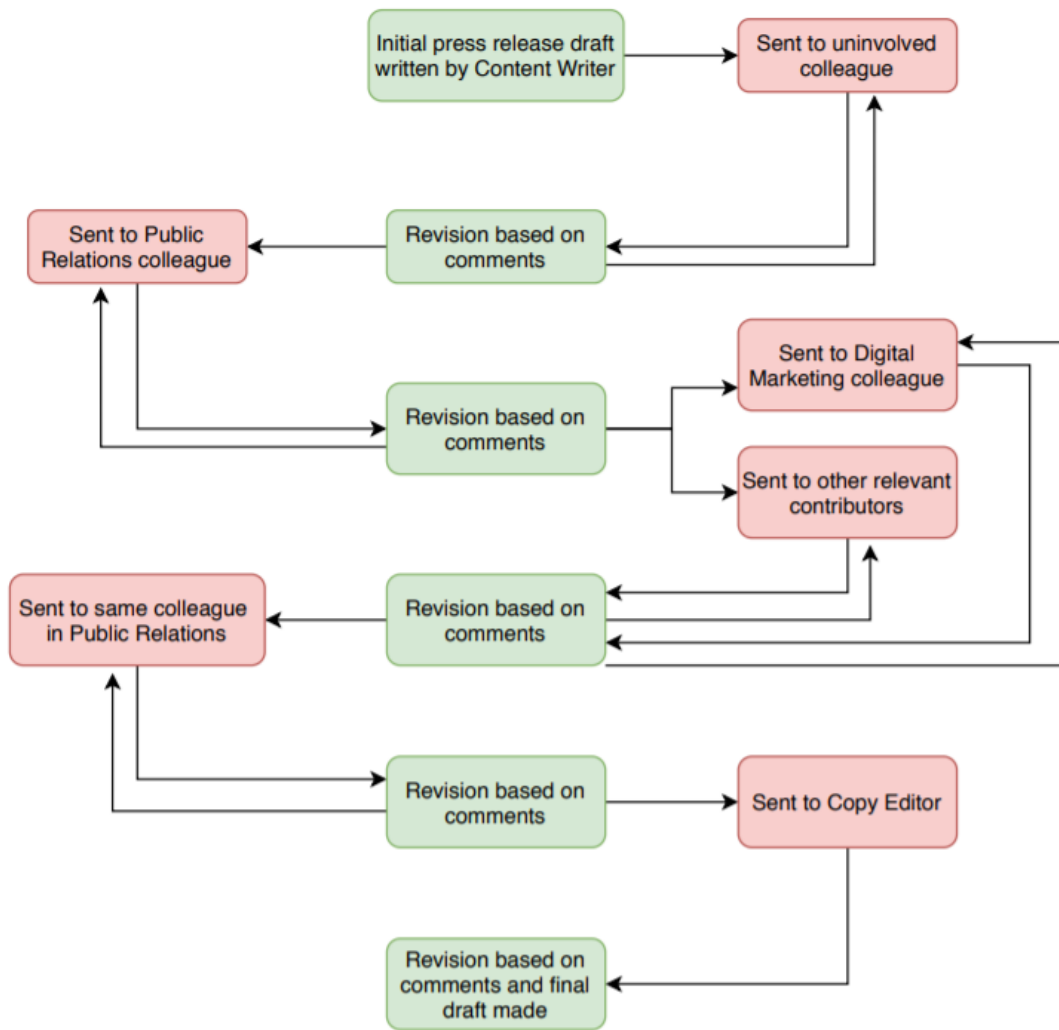 Initial press release draft
written by Content Writer
Sent to uninvolved
colleague
Sent to Public
Relations colleague
Revision based on
comments
Sent to Digital
Marketing colleague
Revision based on
comments
Sent to other relevant
contributors
Sent to same colleague
in Public Relations
Revision based on
comments
Revision based on
comments
Sent to Copy Editor
Revision based on
comments and final
draft made